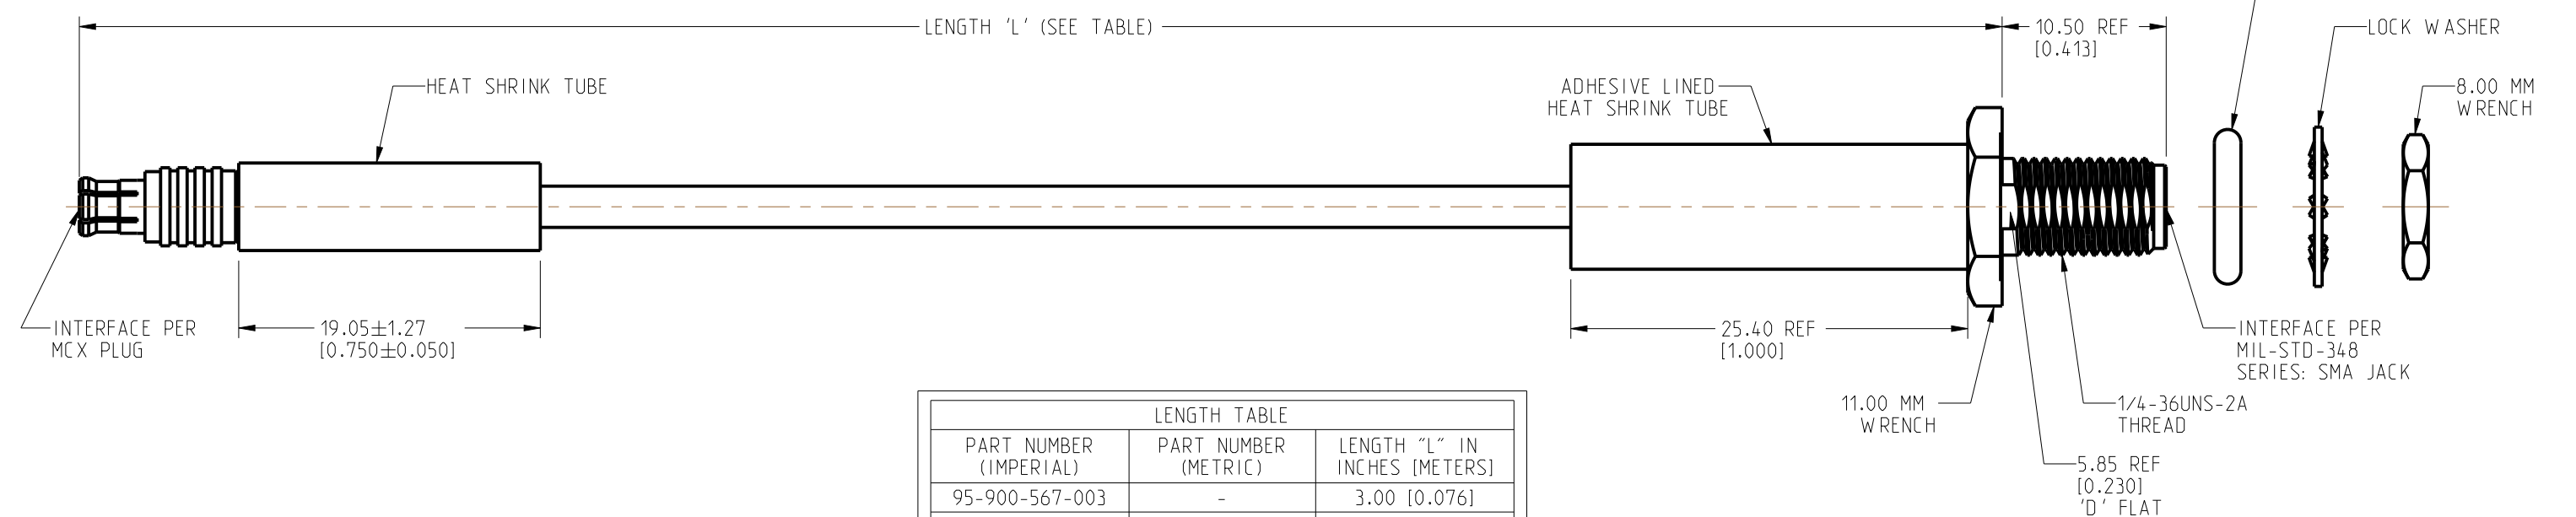 LENGTH 'L' (SEE TABLE)
10.50 REF
[0.413]
LOCK WASHER
HEAT SHRINK TUBE
ADHESIVE LINED
HEAT SHRINK TUBE
8.00 MM
WRENCH
INTERFACE PER
MCX PLUG
19.05±1.27
[0.750±0.050]
25.40 REF
[1.000]
INTERFACE PER
MIL-STD-348
SERIES: SMA JACK
11.00 MM
WRENCH
1/4-36UNS-2A
THREAD
5.85 REF
[0.230]
'D' FLAT
LENGTH TABLE
PART NUMBER
(IMPERIAL)
PART NUMBER
(METRIC)
LENGTH "L" IN
INCHES [METERS]
95-900-567-003
-
3.00 [0.076]